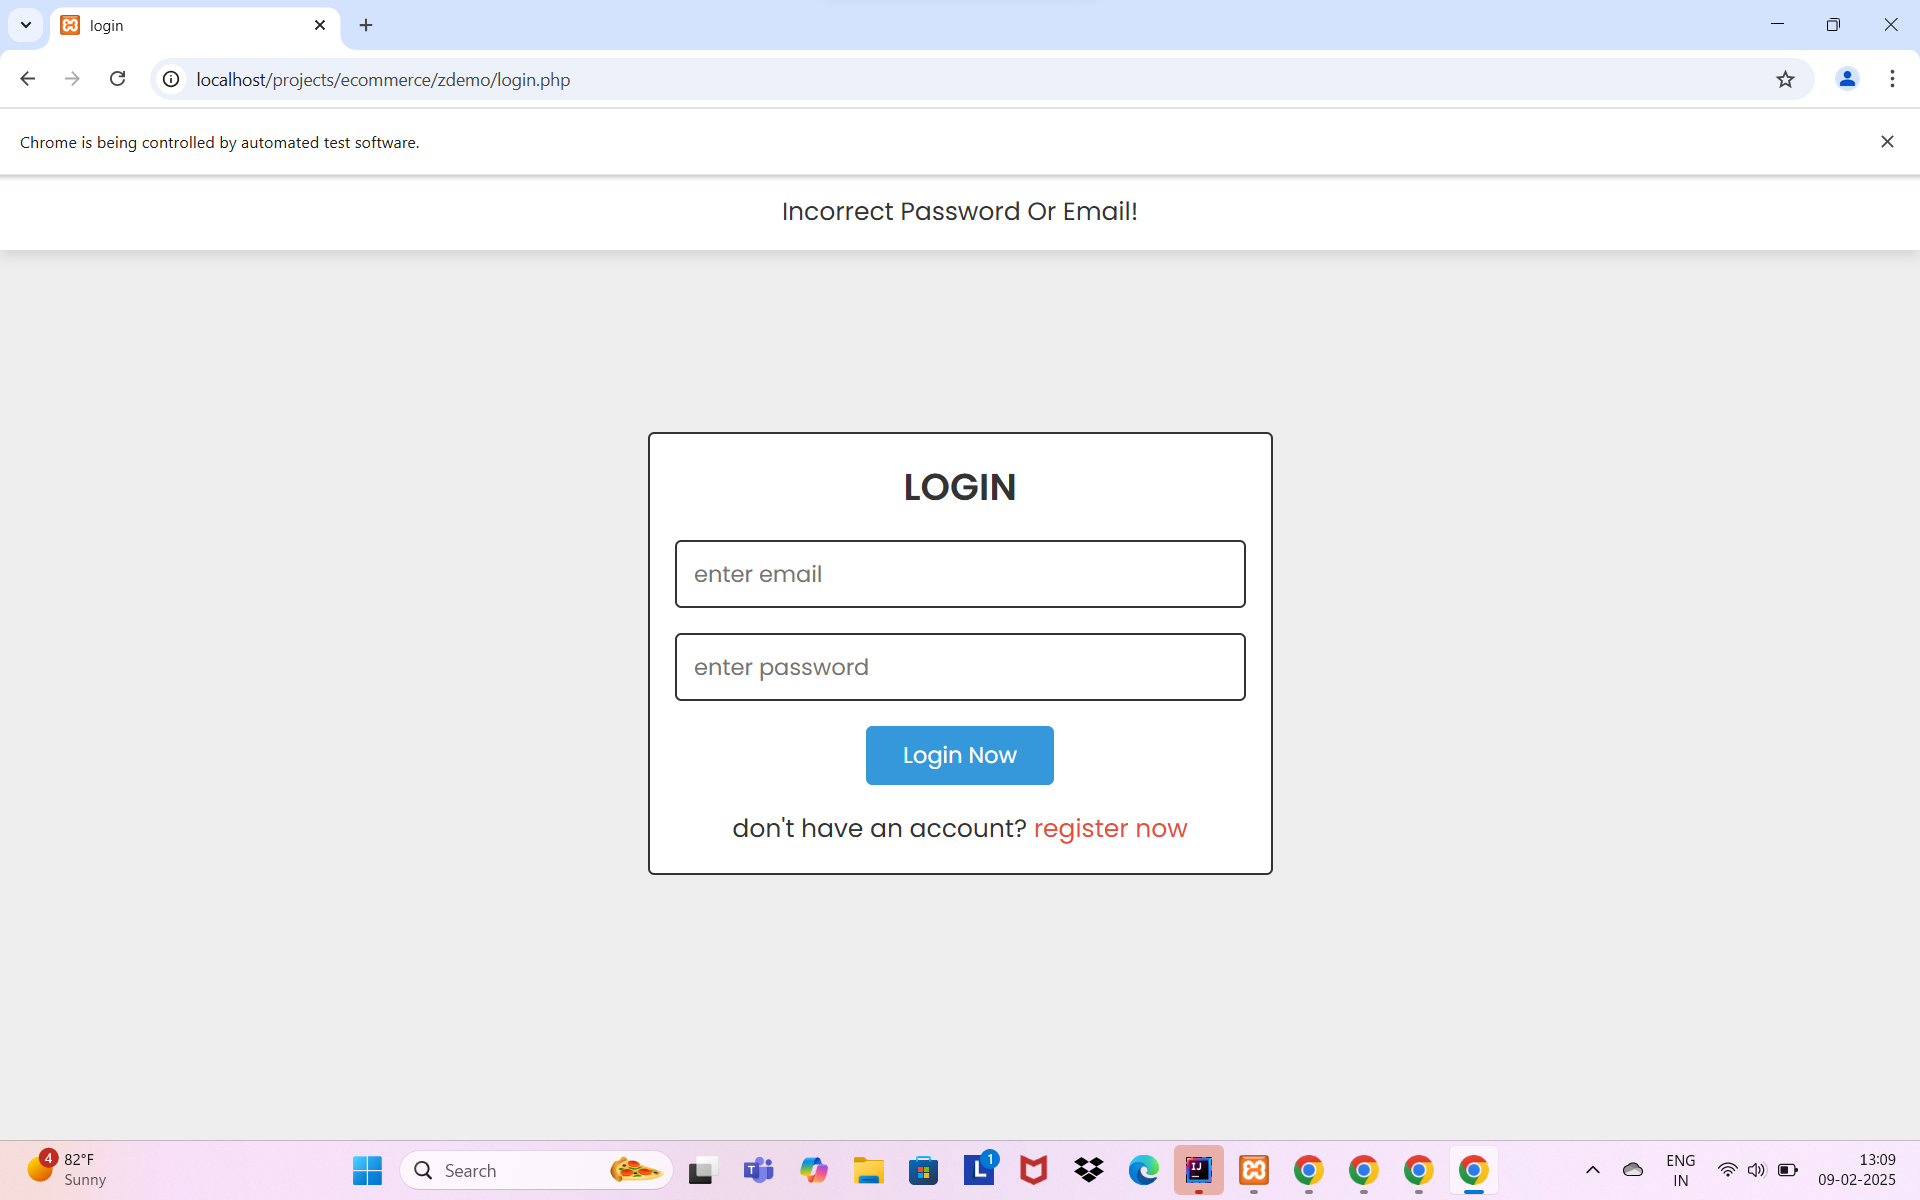 login
localhost/projects/ecommerce/zdemo/login.php
Chrome is being controlled by automated test software.
Incorrect Password Or Email!
LOGIN
enter email
enter password
Login Now
don't have an account? register now
4
82°F
Sunny
Search
T
L
1
IJ
ENG
IN
13:09
09-02-2025